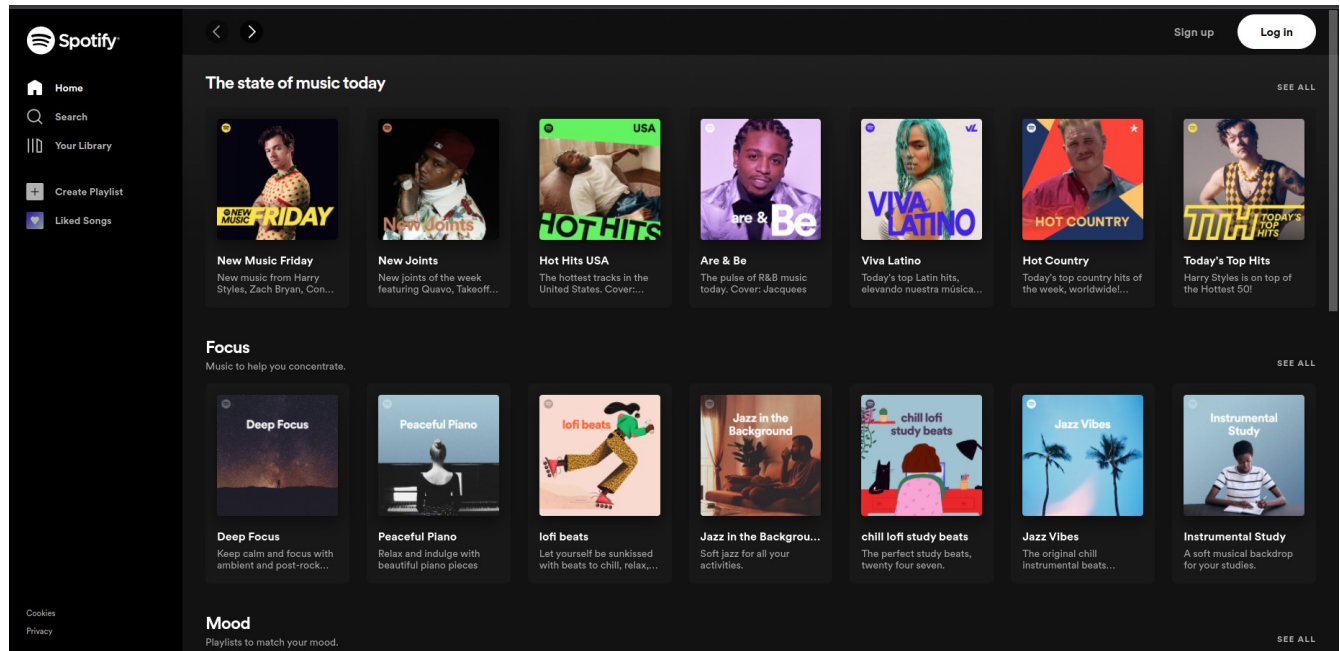 Spotify
Home
Search
Your Library
Create Playlist
Liked Songs
Cookies
Privacy
Sign up
Log in
The state of music today
SEE ALL
NEW MUSIC FRIDAY
New Music Friday
New music from Harry
Styles, Zach Bryan, Con...
New Joints
New Joints
New joints of the week
featuring Quavo, Takeoff...
USA
HOT HITS
Hot Hits USA
The hottest tracks in the
United States. Cover:...
are & Be
Are & Be
The pulse of R&B music
today. Cover: Jacquees
VL
VIVA
LATINO
Viva Latino
Today's top Latin hits,
elevando nuestra música...
HOT COUNTRY
Hot Country
Today's top country hits of
the week, worldwide!...
TTH TODAY'S
TOP
HITS
Today's Top Hits
Harry Styles is on top of
the Hottest 50!
Focus
Music to help you concentrate.
SEE ALL
Deep Focus
Deep Focus
Keep calm and focus with
ambient and post-rock...
Peaceful Piano
Peaceful Piano
Relax and indulge with
beautiful piano pieces
lofi beats
lofi beats
Let yourself be sunkissed
with beats to chill, relax,...
Jazz in the
Background
Jazz in the Backgrou...
Soft jazz for all your
activities.
chill lofi
study beats
chill lofi study beats
The perfect study beats,
twenty four seven.
Jazz Vibes
Jazz Vibes
The original chill
instrumental beats...
Instrumental
Study
Instrumental Study
A soft musical backdrop
for your studies.
Mood
Playlists to match your mood.
SEE ALL